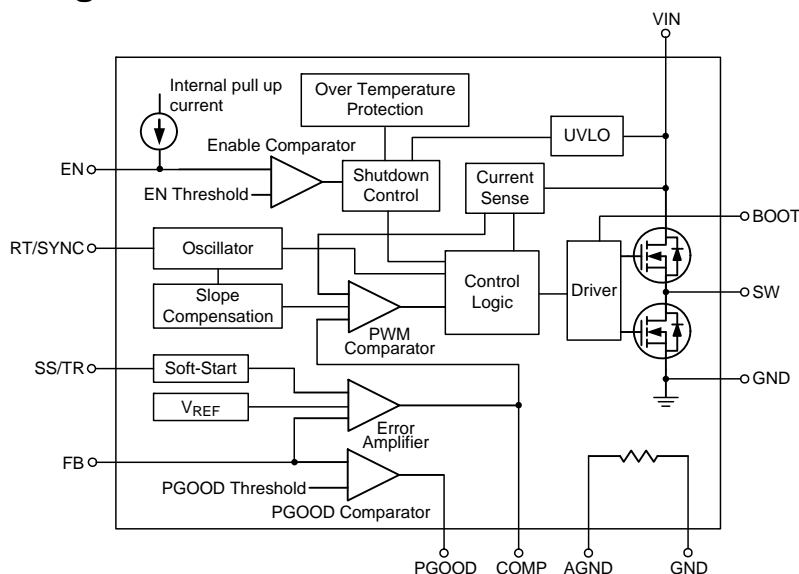 VIN
Internal pull up
current
Over Temperature
Protection
UVLO
Enable Comparator
EN
EN Threshold
Shutdown
Control
Current
Sense
BOOT
RT/SYNC
Oscillator
Slope
Compensation
PWM
Comparator
Control
Logic
Driver
SW
SS/TR
Soft-Start
VREF
Error
Amplifier
GND
FB
PGOOD Threshold
PGOOD Comparator
PGOOD
COMP
AGND
GND